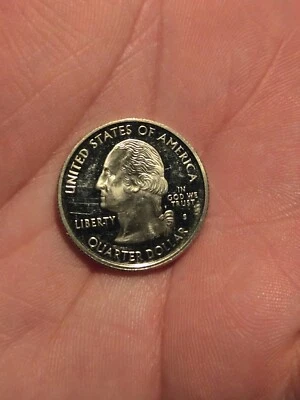 UNITED STATES OF AMERICA
LIBERTY
IN
GOD WE
TRUST
S
QUARTER DOLLAR